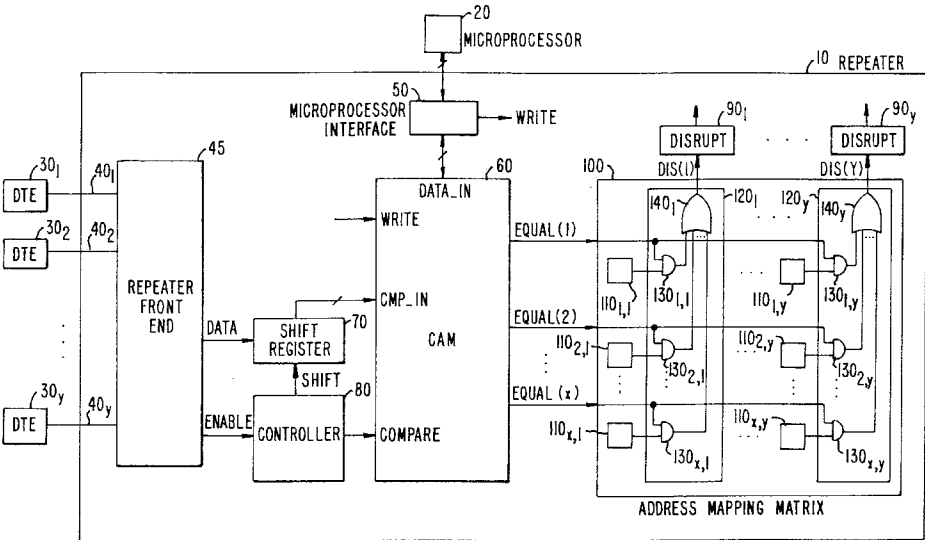 20
MICROPROCESSOR
10 REPEATER
50
MICROPROCESSOR
INTERFACE
WRITE
90₁
DISRUPT
. . . .
90y
DISRUPT
45
30₁
DTE
40₁
30₂
DTE
40₂
30y
DTE
40y
REPEATER
FRONT
END
DATA
ENABLE
SHIFT
REGISTER
70
SHIFT
80
CONTROLLER
60
DATA_IN
WRITE
CMP_IN
CAM
COMPARE
EQUAL(1)
EQUAL(2)
EQUAL(x)
100
DIS(1)
DIS(Y)
140₁
120₁
120y
140y
110₁,₁
130₁,₁
110₁,y
130₁,y
110₂,₁
130₂,₁
110₂,y
130₂,y
110x,₁
130x,₁
110x,y
130x,y
ADDRESS MAPPING MATRIX